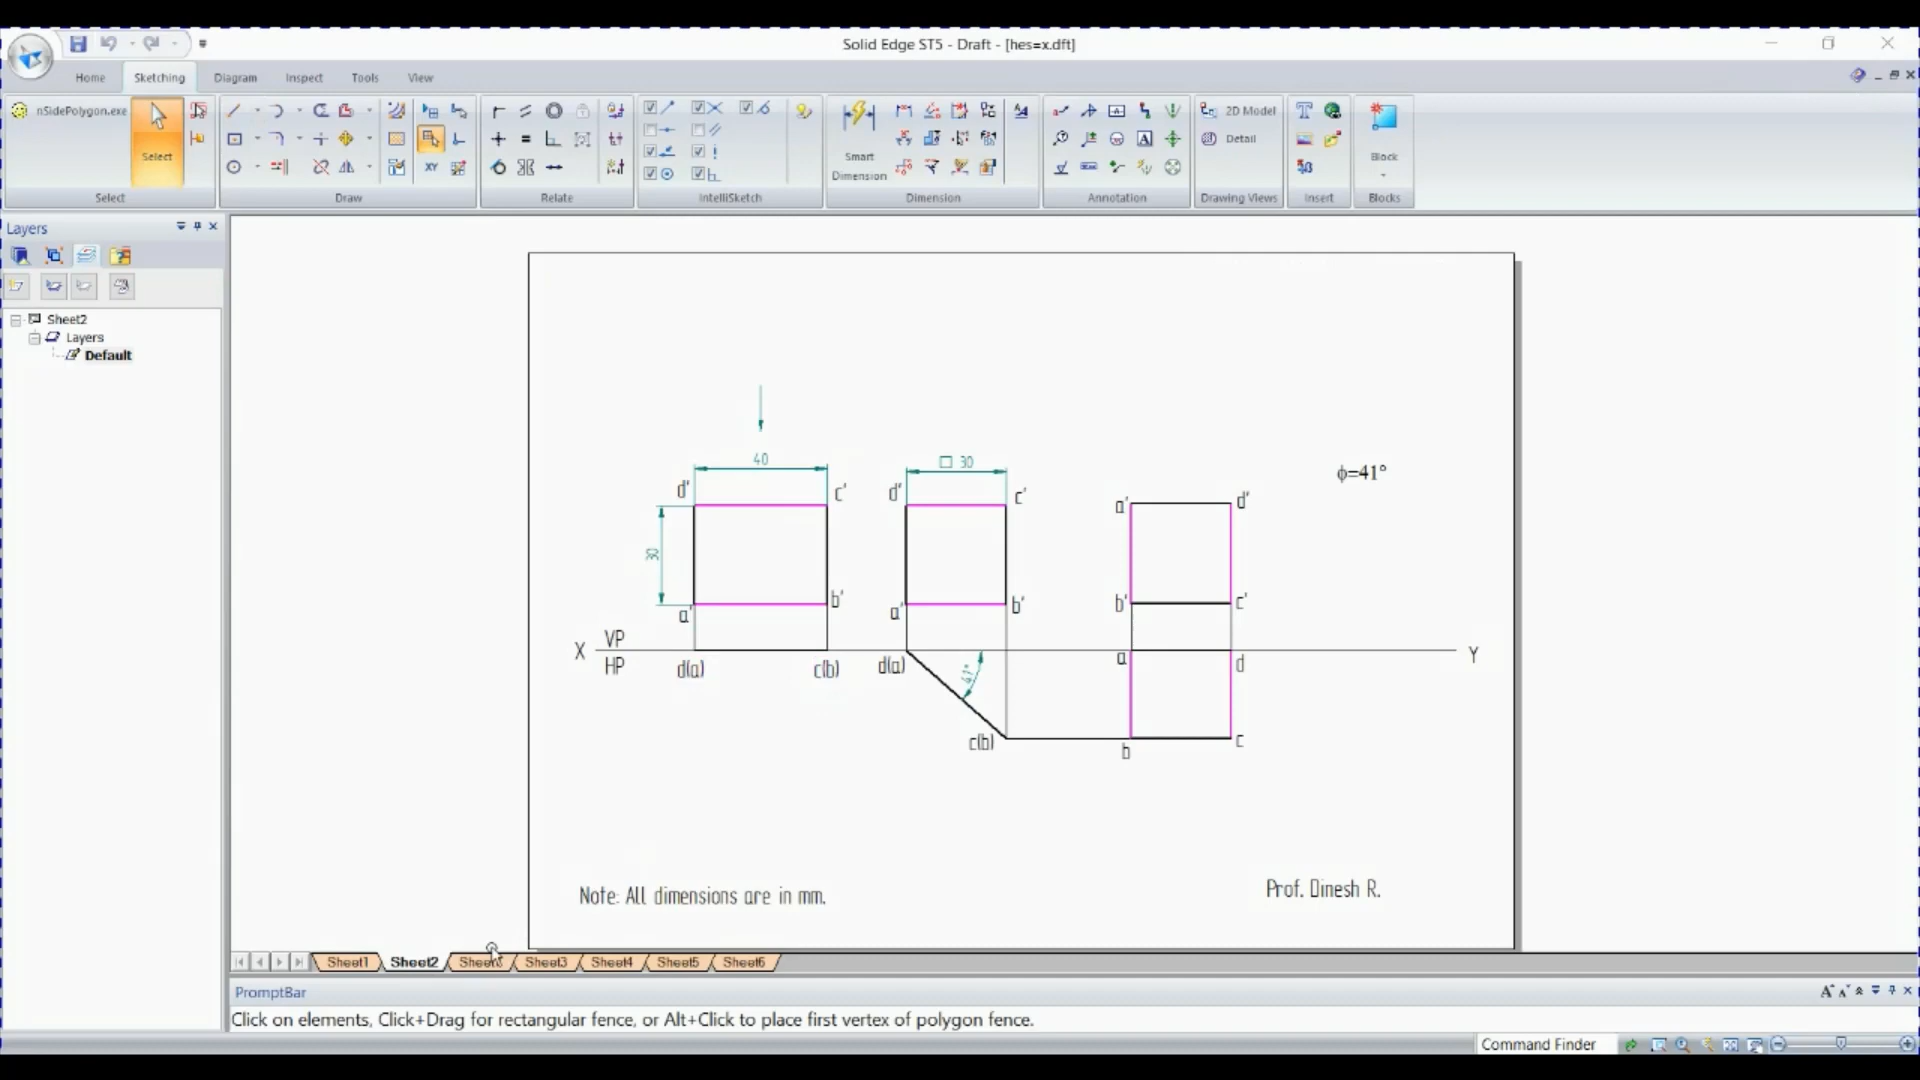 Solid Edge ST5 - Draft - [hes=x.dft]
Home Sketching Diagram Inspect Tools View
nSidePolygon.exe
Select
Smart
Dimension
2D Model
Detail
Block
Select Draw Relate IntelliSketch Dimension Annotation Drawing Views Insert Blocks
Layers
Sheet2
Layers
Default
40
□ 30
ϕ=41°
d' c' d' c' a' d'
30
a' b' a' b' b' c'
X VP
HP
Y
d(a) c(b) d(a) a d
41°
c(b) b c
Note: All dimensions are in mm.
Prof. Dinesh R.
Sheet1 Sheet2 Sheet3 Sheet4 Sheet5 Sheet6
PromptBar
Click on elements, Click+Drag for rectangular fence, or Alt+Click to place first vertex of polygon fence.
Command Finder